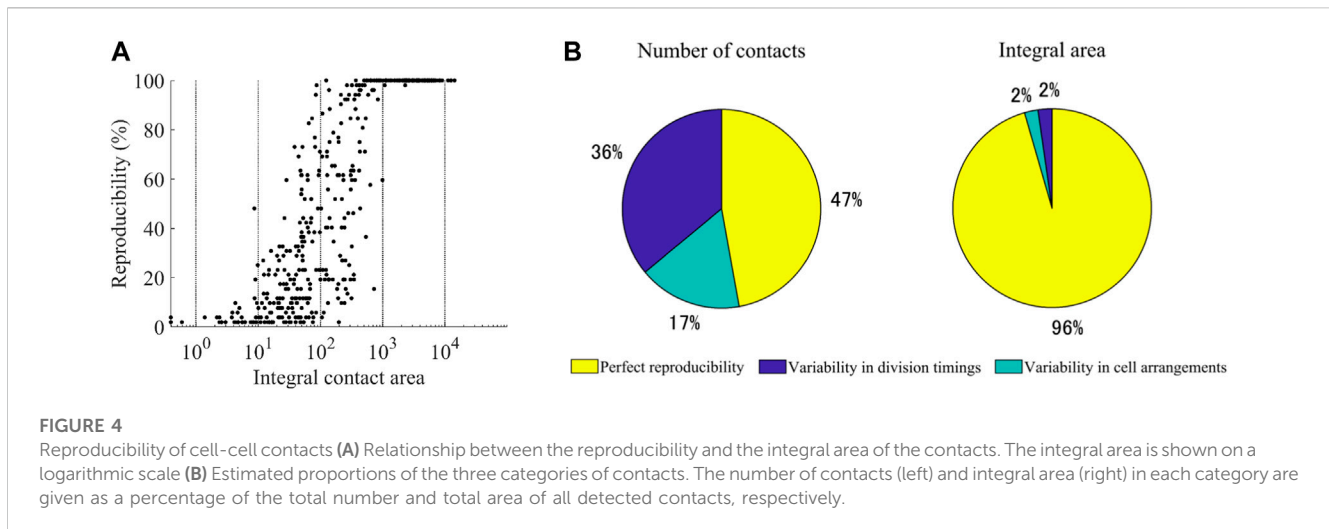 A
Reproducibility (%)
100
80
60
40
20
0
10^0 10^1 10^2 10^3 10^4
Integral contact area
B
Number of contacts
36%
47%
17%
Integral area
2% 2%
96%
Perfect reproducibility Variability in division timings Variability in cell arrangements
FIGURE 4
Reproducibility of cell-cell contacts (A) Relationship between the reproducibility and the integral area of the contacts. The integral area is shown on a
logarithmic scale (B) Estimated proportions of the three categories of contacts. The number of contacts (left) and integral area (right) in each category are
given as a percentage of the total number and total area of all detected contacts, respectively.